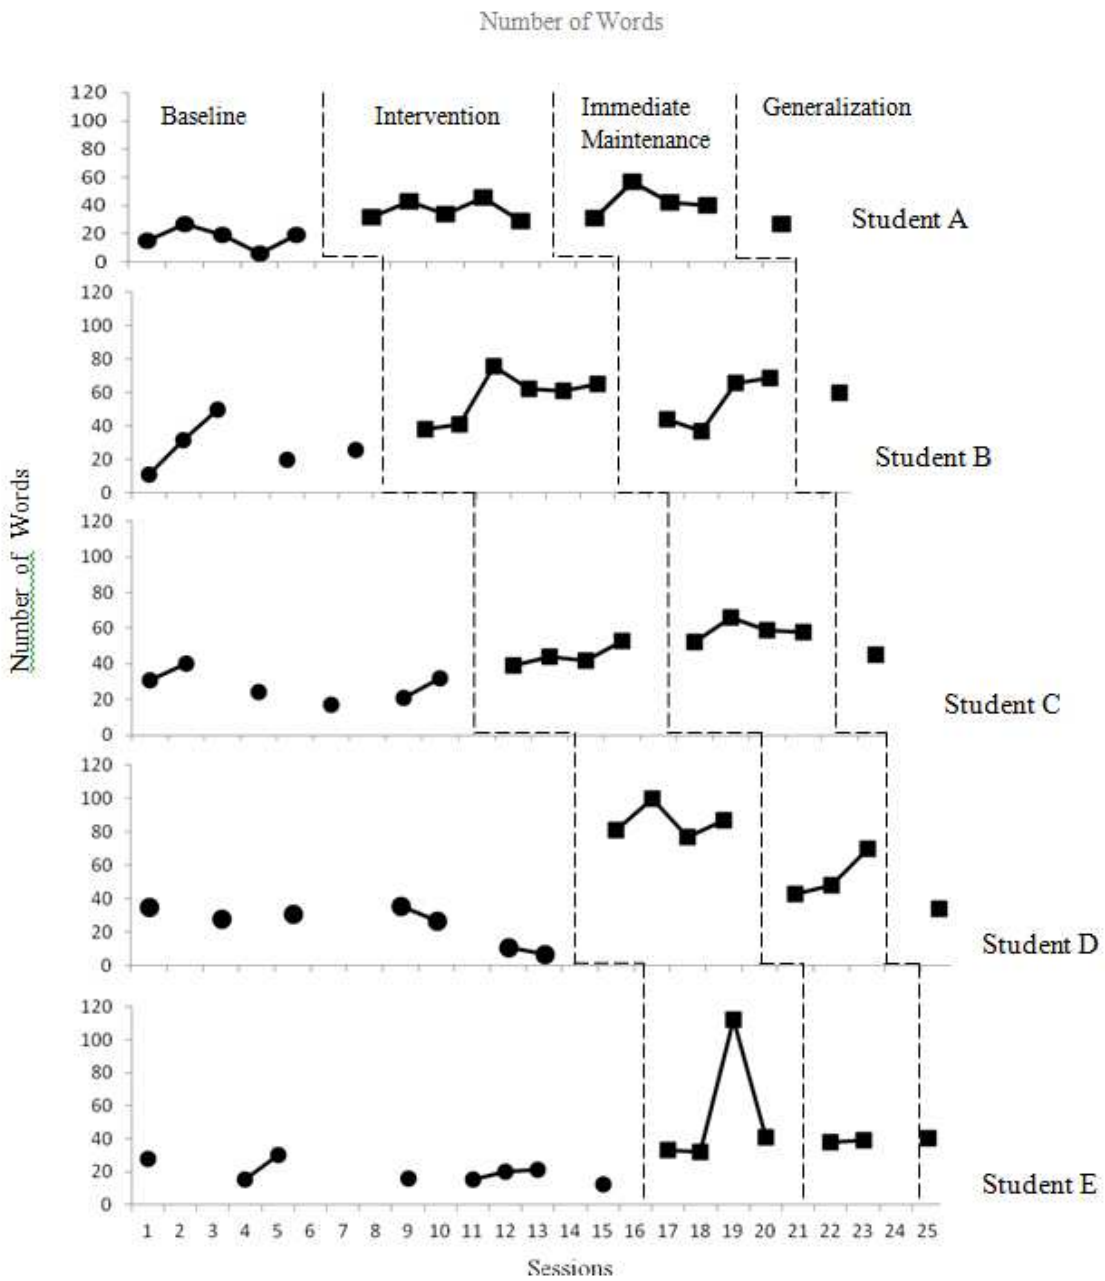 Number of Words
120
100
80
60
40
20
0
Baseline
Intervention
Immediate
Maintenance
Generalization
Student A
120
100
80
60
40
20
0
Student B
Number of Words
120
100
80
60
40
20
0
Student C
120
100
80
60
40
20
0
Student D
120
100
80
60
40
20
0
Student E
1 2 3 4 5 6 7 8 9 10 11 12 13 14 15 16 17 18 19 20 21 22 23 24 25
Sessions